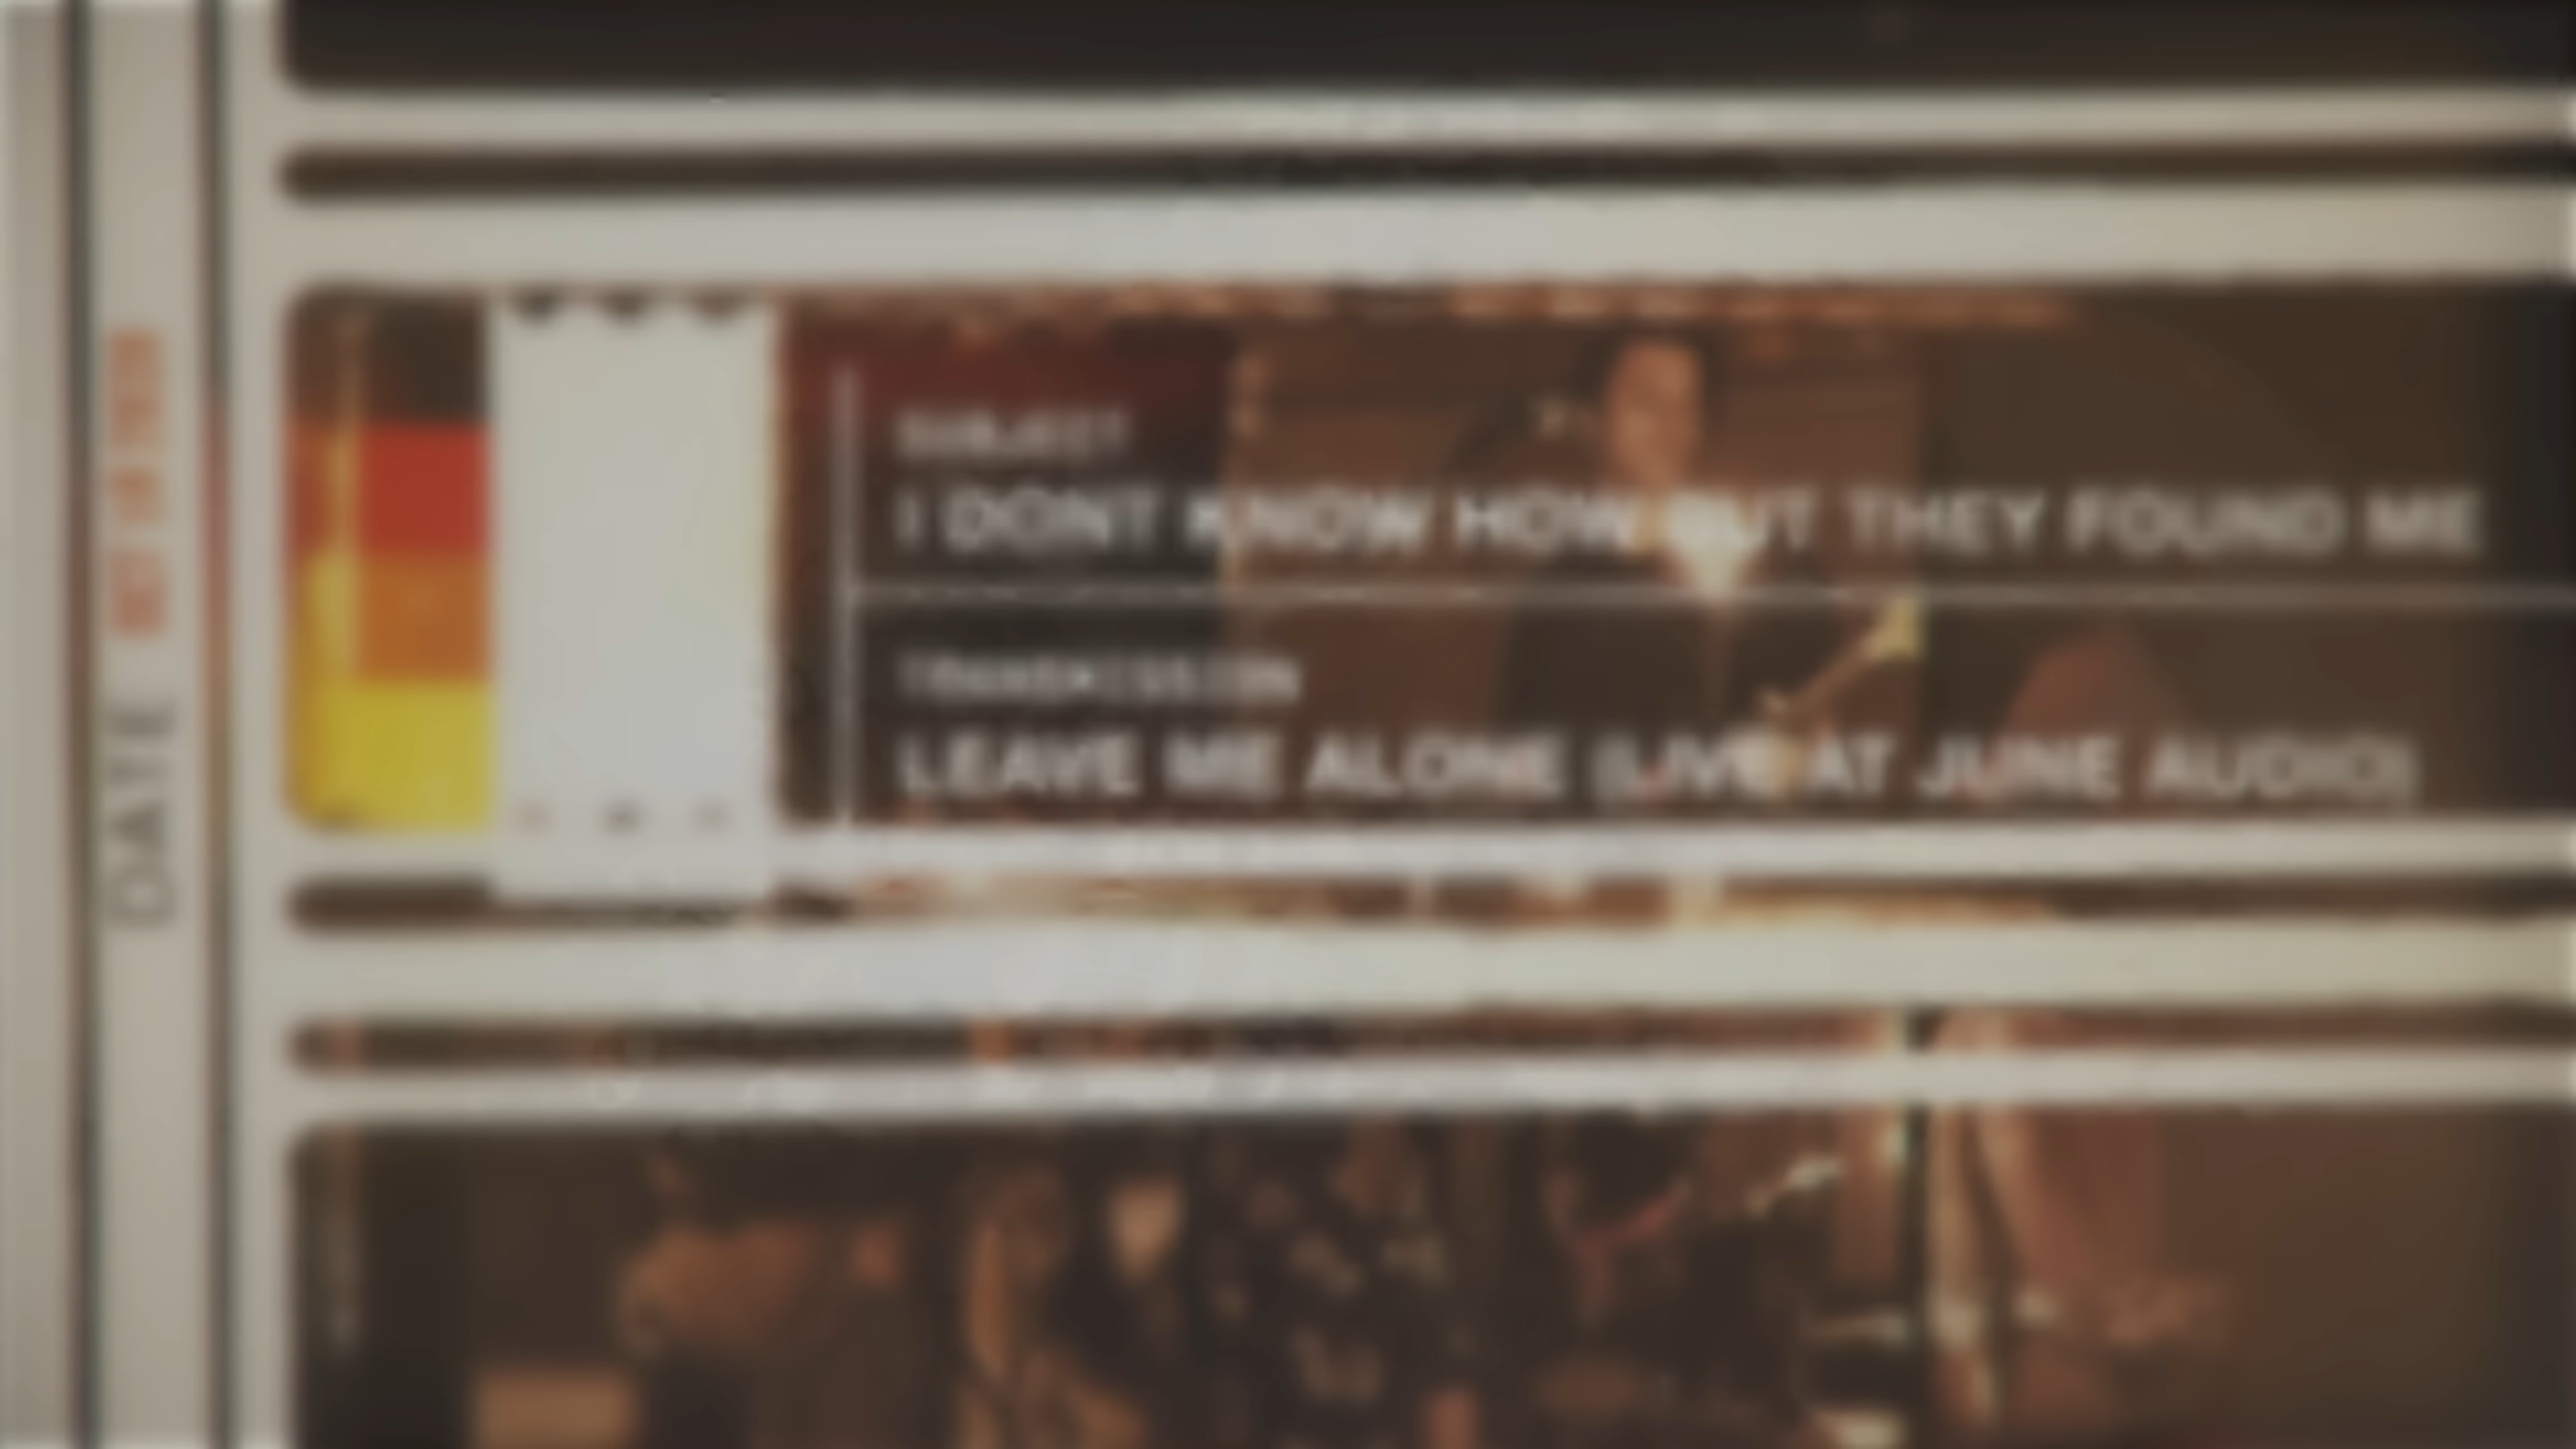 SUBJECT
I DONT KNOW HOW BUT THEY FOUND ME
TRANSMISSION
LEAVE ME ALONE (LIVE AT JUNE AUDIO)
DATE